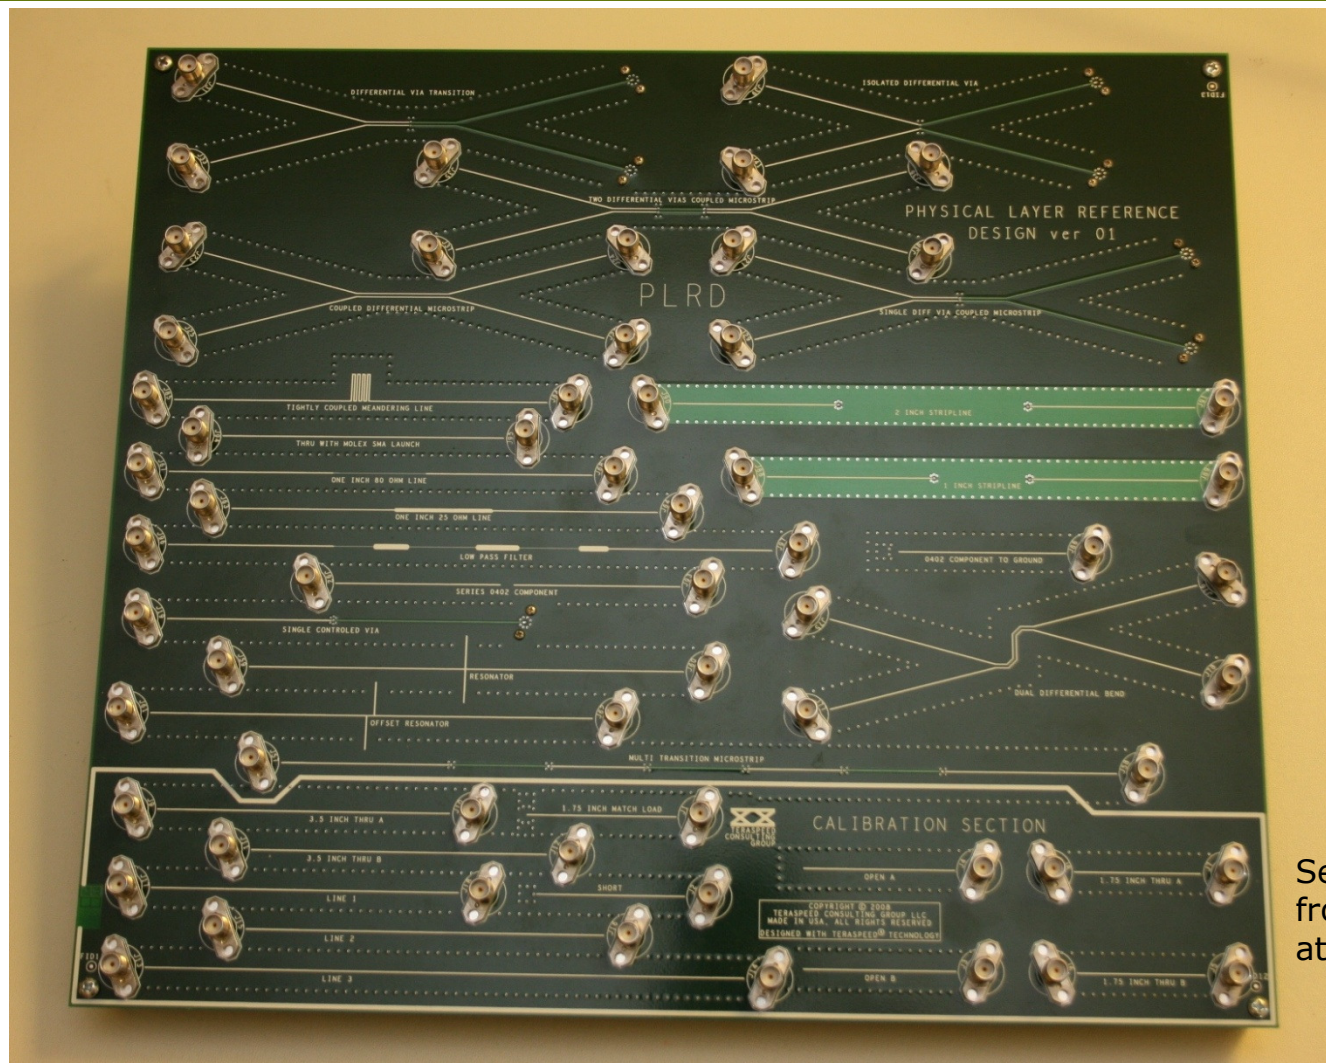 DIFFERENTIAL VIA TRANSITION
ISOLATED DIFFERENTIAL VIA
FID3
TWO DIFFERENTIAL VIAS COUPLED MICROSTRIP
PHYSICAL LAYER REFERENCE
DESIGN ver 01
PLRD
COUPLED DIFFERENTIAL MICROSTRIP
SINGLE DIFF VIA COUPLED MICROSTRIP
TIGHTLY COUPLED MEANDERING LINE
2 INCH STRIPLINE
THRU WITH MOLEX SMA LAUNCH
ONE INCH 80 OHM LINE
1 INCH STRIPLINE
ONE INCH 25 OHM LINE
LOW PASS FILTER
0402 COMPONENT TO GROUND
SERIES 0402 COMPONENT
SINGLE CONTROLED VIA
RESONATOR
DUAL DIFFERENTIAL BEND
OFFSET RESONATOR
MULTI TRANSITION MICROSTRIP
3.5 INCH THRU A
1.75 INCH MATCH LOAD
TERASPEED
CONSULTING
GROUP
CALIBRATION SECTION
3.5 INCH THRU B
OPEN A
1.75 INCH THRU A
LINE 1
SHORT
COPYRIGHT © 2008
TERASPEED CONSULTING GROUP LLC
MADE IN USA. ALL RIGHTS RESERVED
DESIGNED WITH TERASPEED® TECHNOLOGY
LINE 2
FID1
LINE 3
OPEN B
1.75 INCH THRU B
Se
fro
at